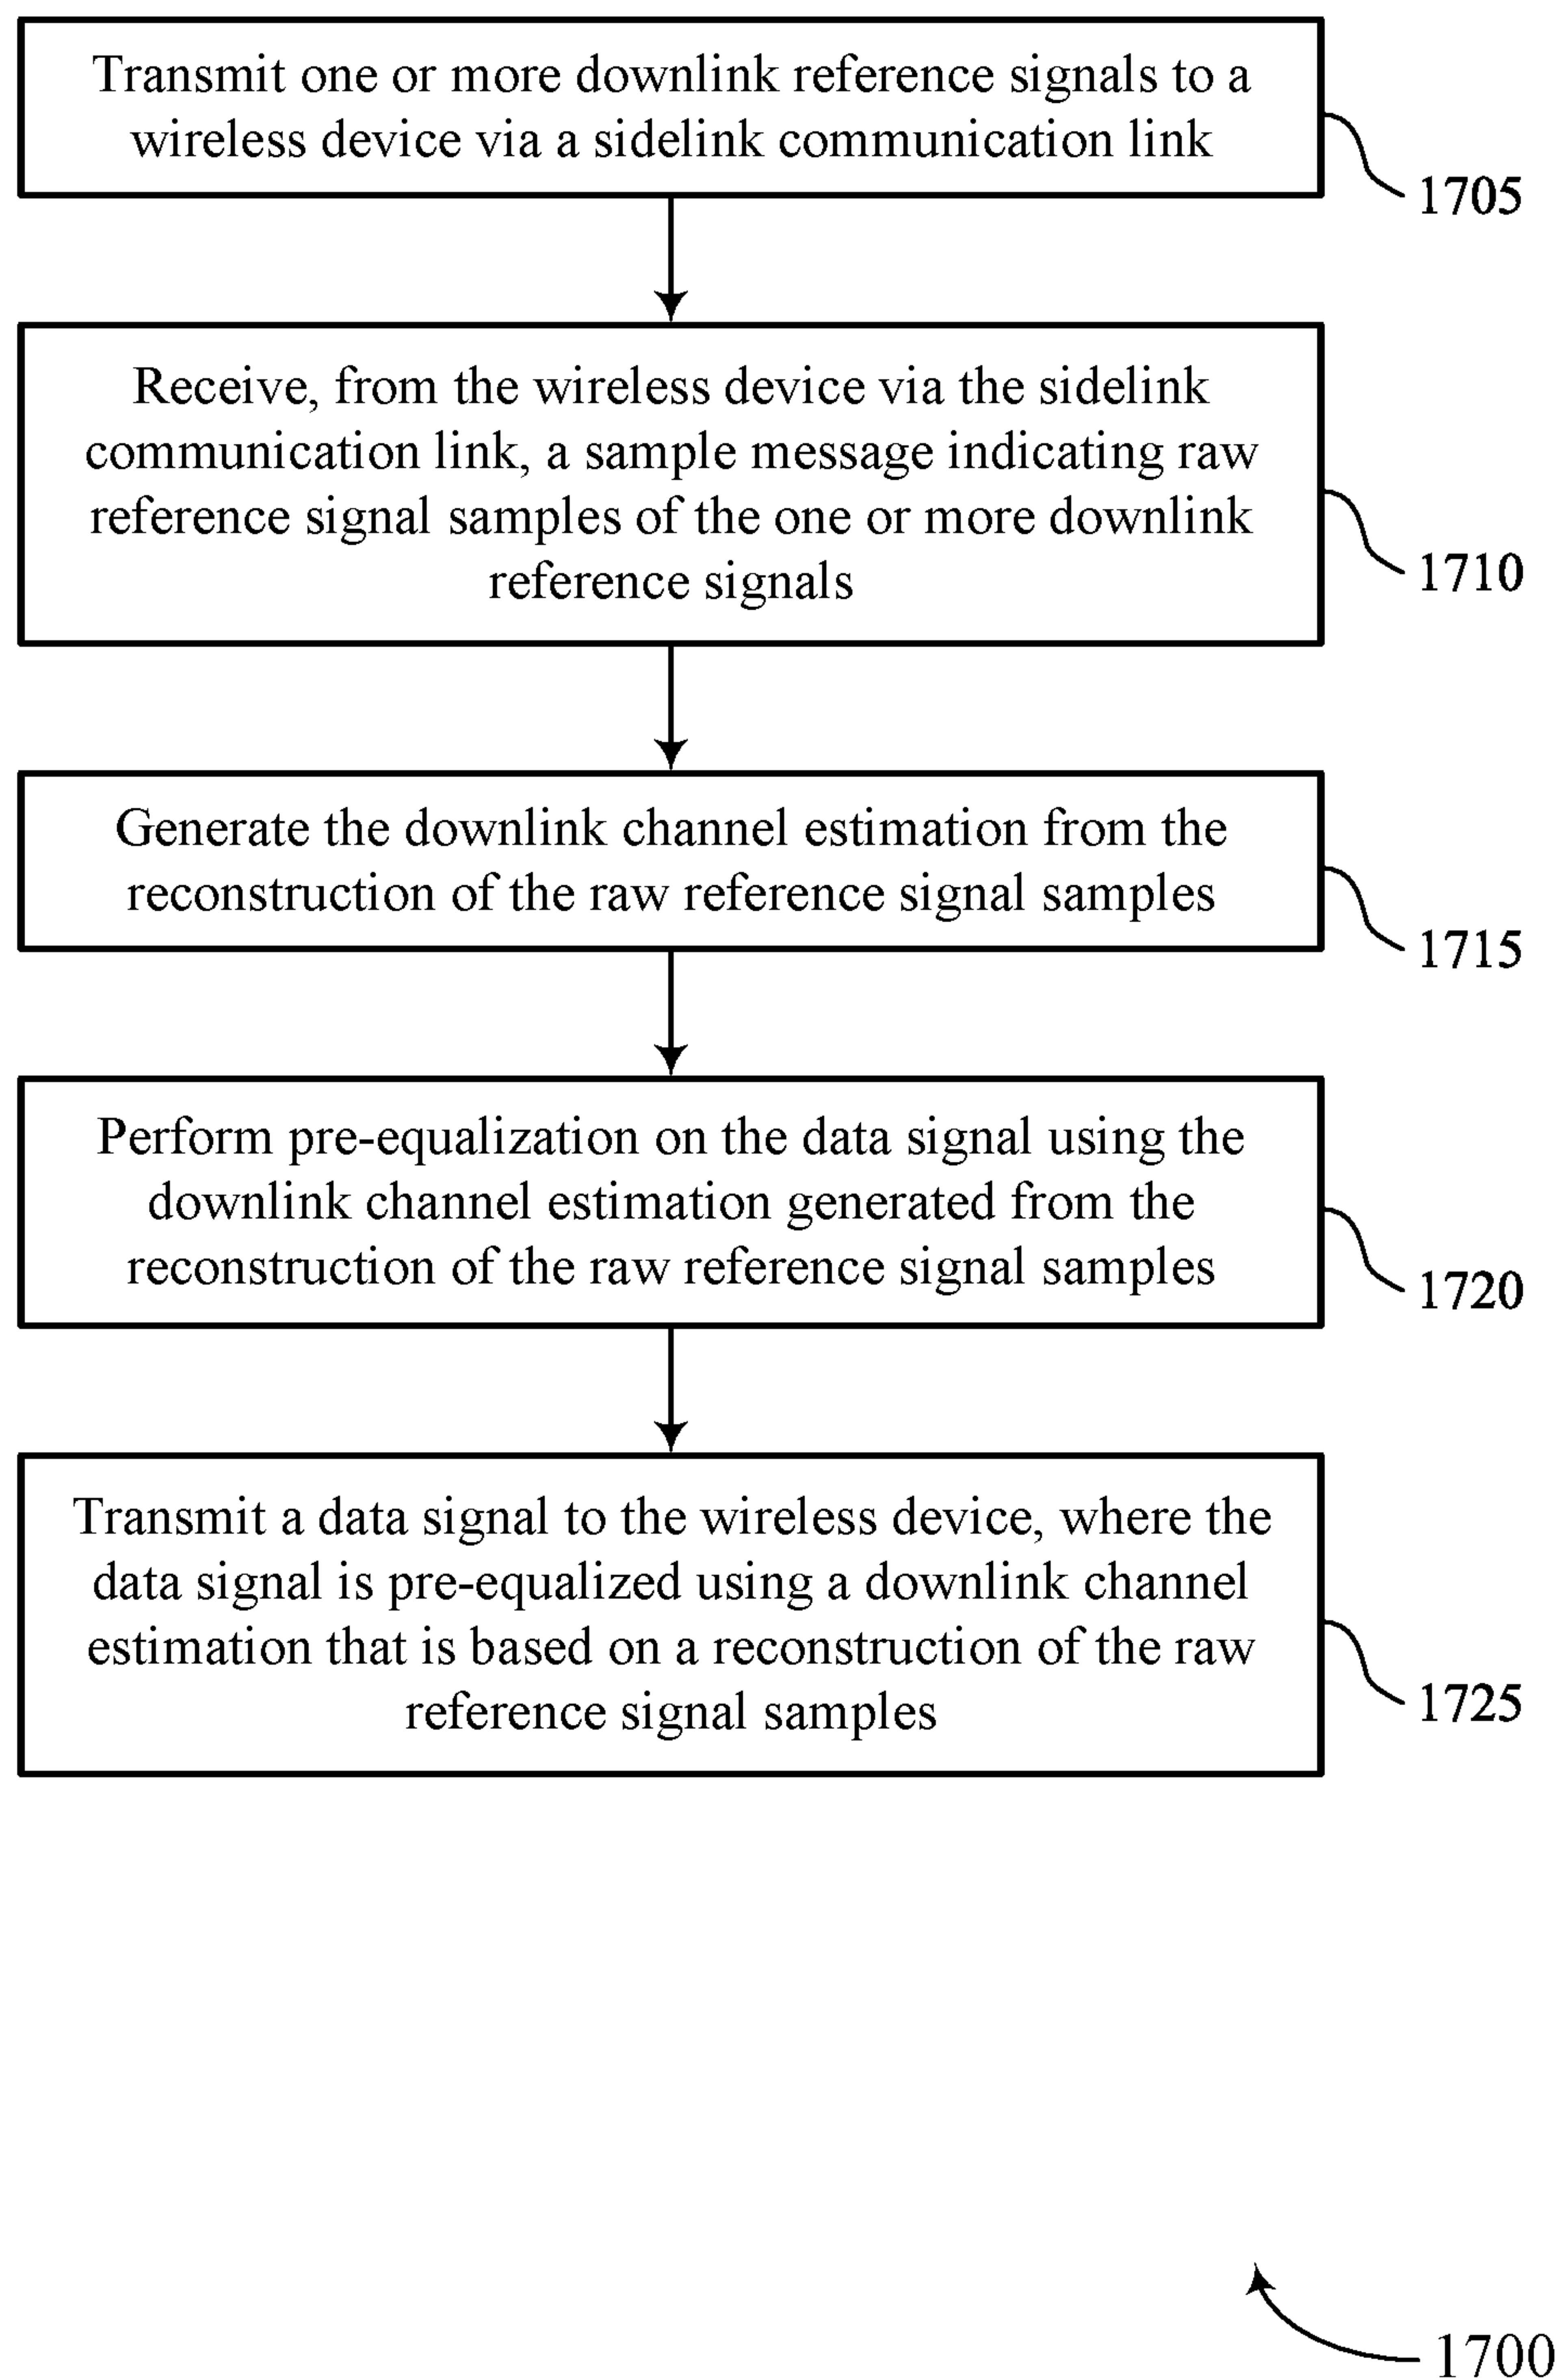 Transmit one or more downlink reference signals to a
wireless device via a sidelink communication link
1705
Receive, from the wireless device via the sidelink
communication link, a sample message indicating raw
reference signal samples of the one or more downlink
reference signals
1710
Generate the downlink channel estimation from the
reconstruction of the raw reference signal samples
1715
Perform pre-equalization on the data signal using the
downlink channel estimation generated from the
reconstruction of the raw reference signal samples
1720
Transmit a data signal to the wireless device, where the
data signal is pre-equalized using a downlink channel
estimation that is based on a reconstruction of the raw
reference signal samples
1725
1700